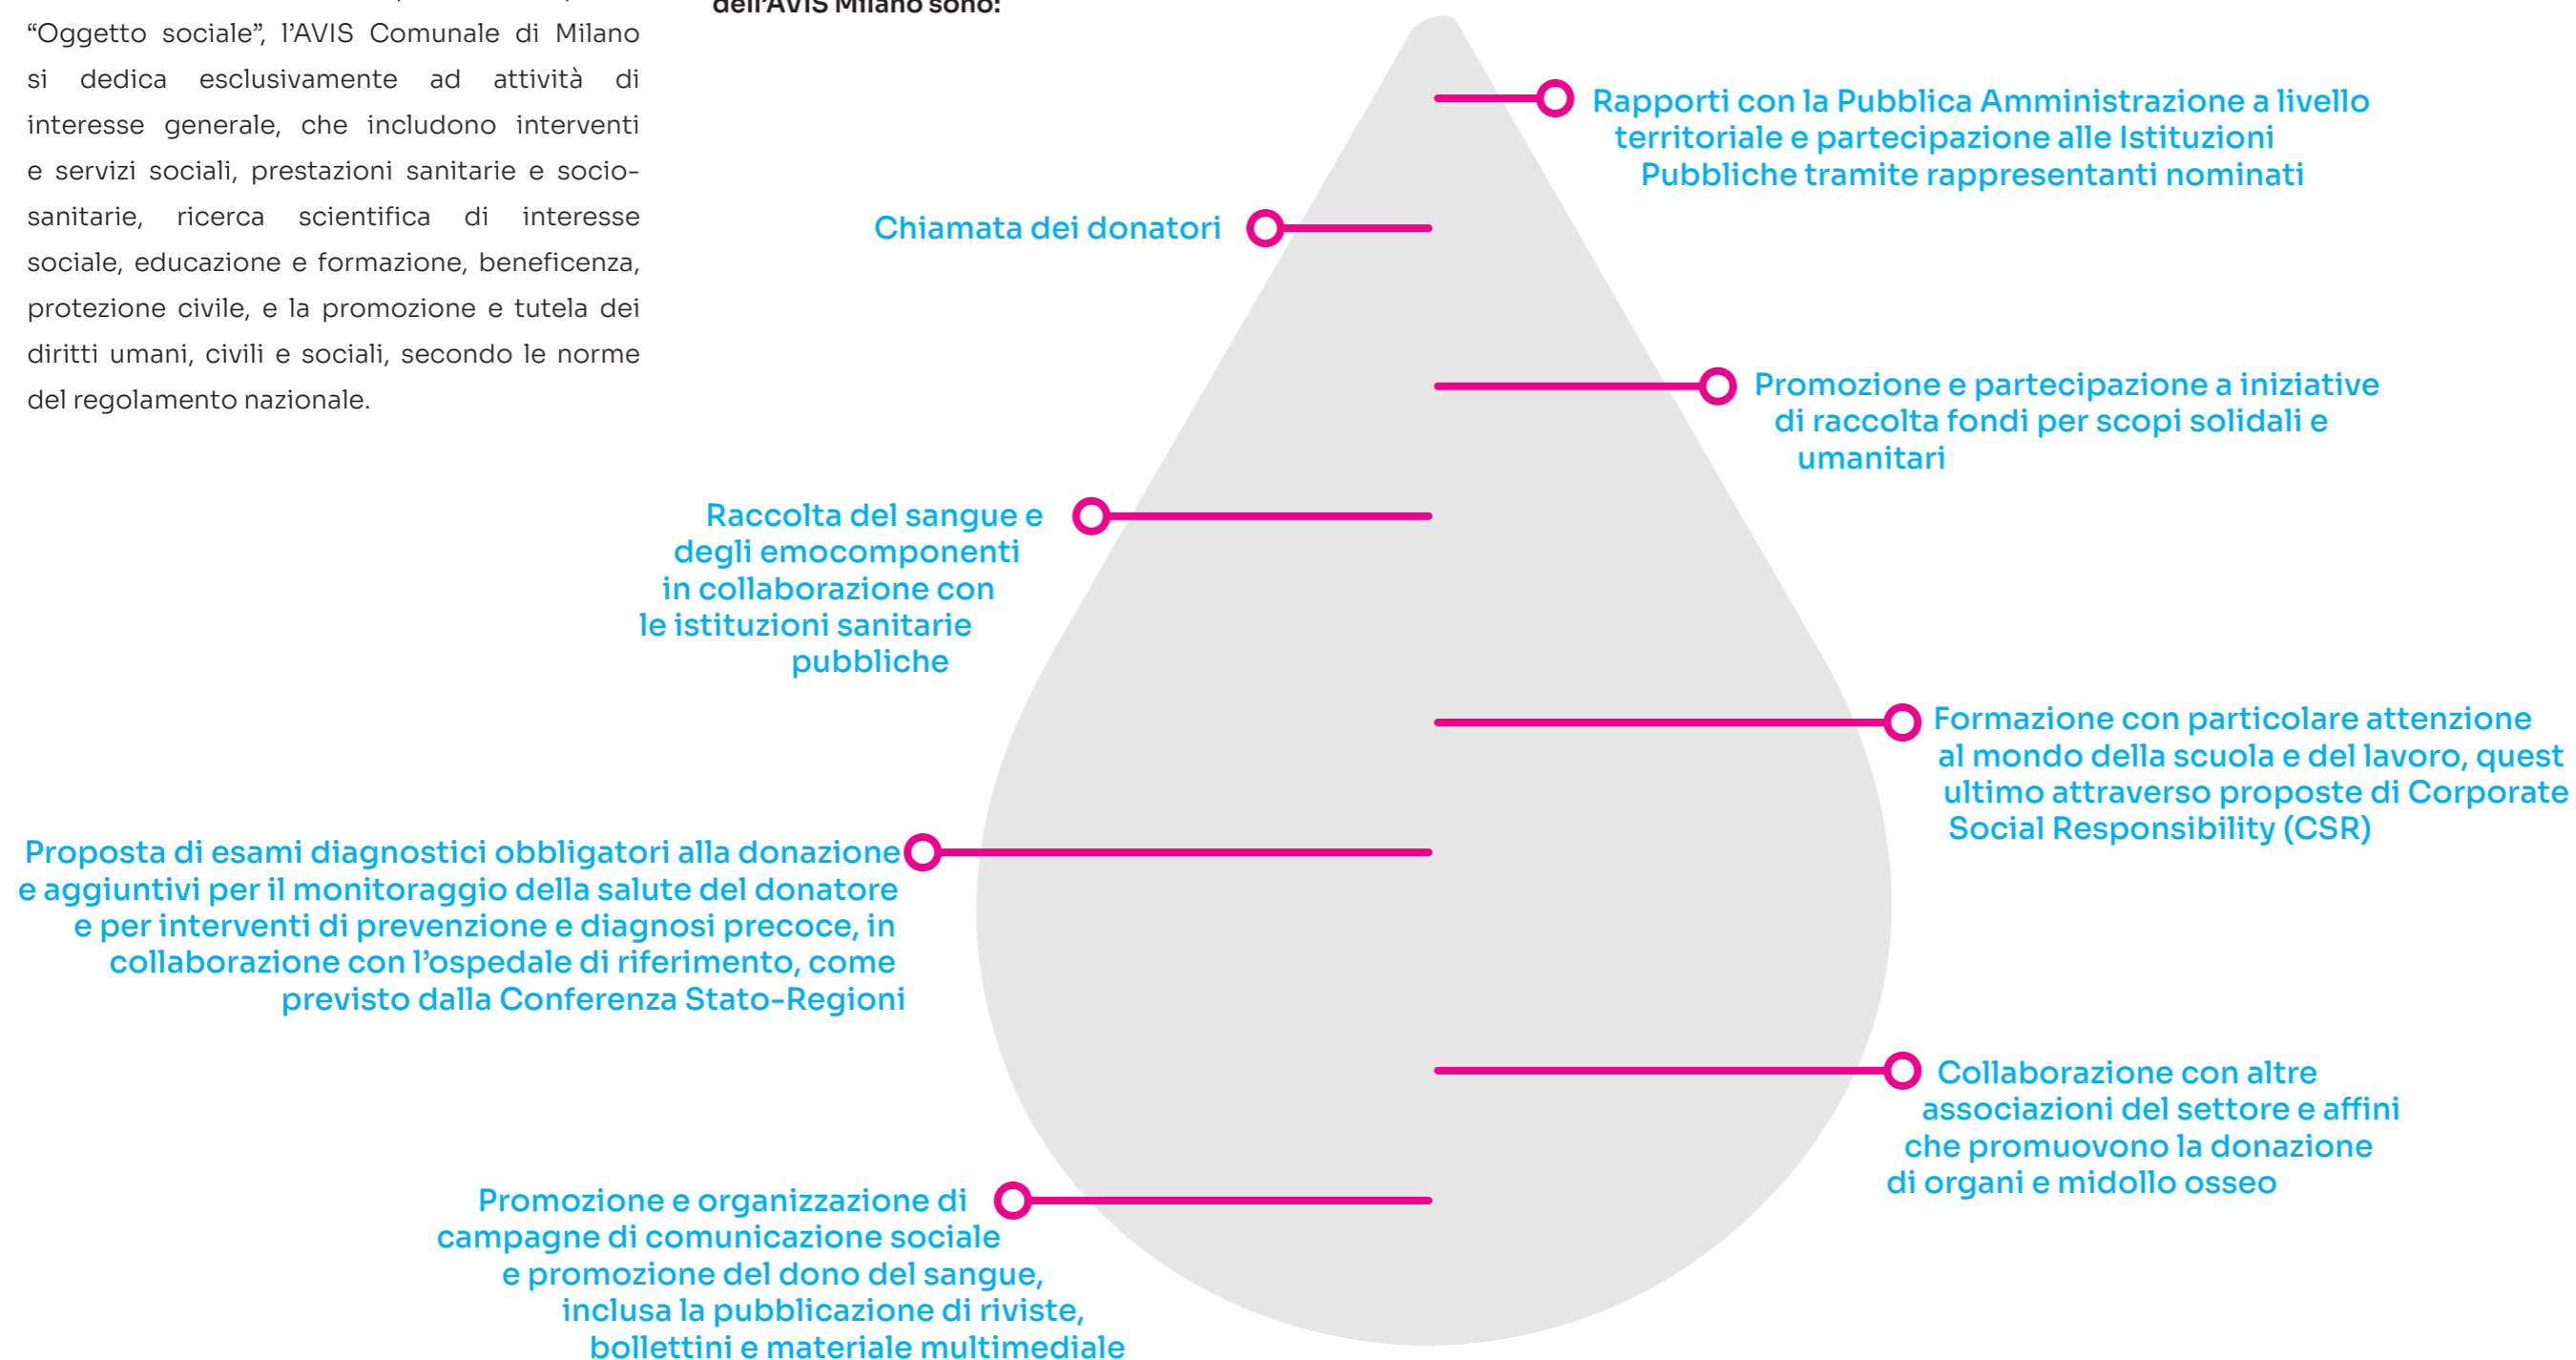 “Oggetto sociale”, l’AVIS Comunale di Milano
si dedica esclusivamente ad attività di
interesse generale, che includono interventi
e servizi sociali, prestazioni sanitarie e socio-
sanitarie, ricerca scientifica di interesse
sociale, educazione e formazione, beneficenza,
protezione civile, e la promozione e tutela dei
diritti umani, civili e sociali, secondo le norme
del regolamento nazionale.
dell’AVIS Milano sono:
Rapporti con la Pubblica Amministrazione a livello
territoriale e partecipazione alle Istituzioni
Pubbliche tramite rappresentanti nominati
Chiamata dei donatori
Promozione e partecipazione a iniziative
di raccolta fondi per scopi solidali e
umanitari
Raccolta del sangue e
degli emocomponenti
in collaborazione con
le istituzioni sanitarie
pubbliche
Formazione con particolare attenzione
al mondo della scuola e del lavoro, quest
ultimo attraverso proposte di Corporate
Social Responsibility (CSR)
Proposta di esami diagnostici obbligatori alla donazione
e aggiuntivi per il monitoraggio della salute del donatore
e per interventi di prevenzione e diagnosi precoce, in
collaborazione con l’ospedale di riferimento, come
previsto dalla Conferenza Stato-Regioni
Collaborazione con altre
associazioni del settore e affini
che promuovono la donazione
di organi e midollo osseo
Promozione e organizzazione di
campagne di comunicazione sociale
e promozione del dono del sangue,
inclusa la pubblicazione di riviste,
bollettini e materiale multimediale